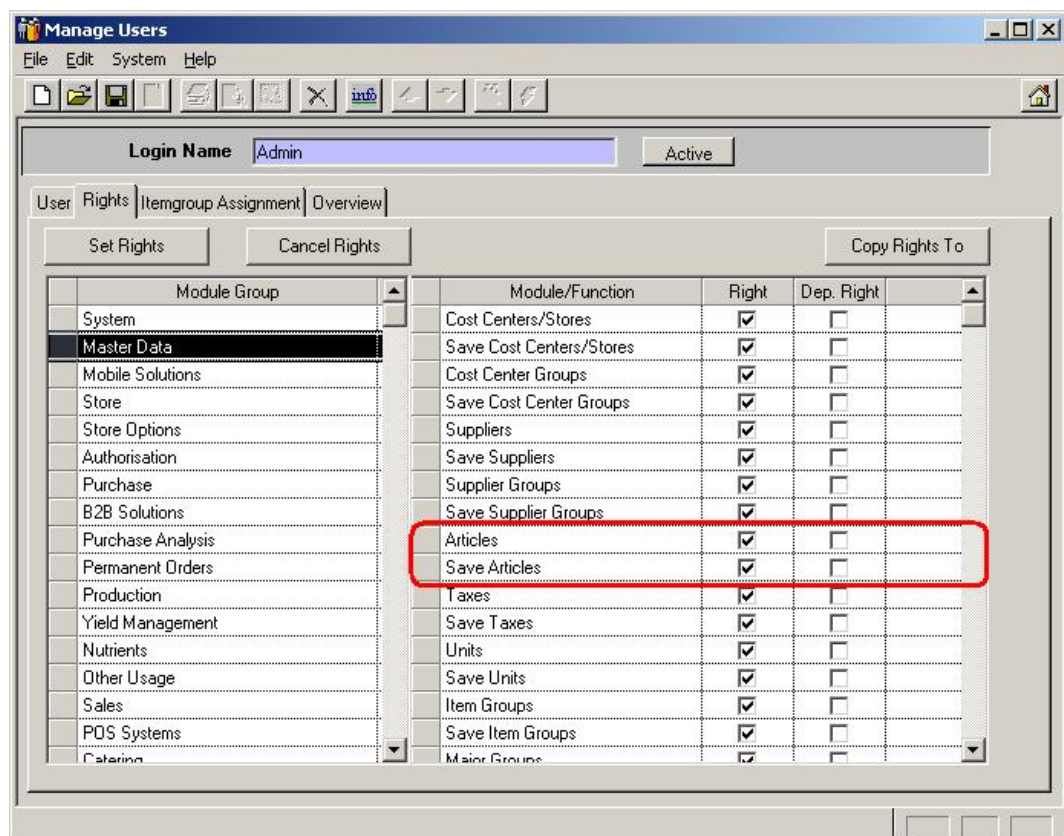 Manage Users
File Edit System Help
info
Login Name Admin Active
User Rights Itemgroup Assignment Overview
Set Rights Cancel Rights Copy Rights To
Module Group Module/Function Right Dep. Right
System Cost Centers/Stores
Master Data Save Cost Centers/Stores
Mobile Solutions Cost Center Groups
Store Save Cost Center Groups
Store Options Suppliers
Authorisation Save Suppliers
Purchase Supplier Groups
B2B Solutions Save Supplier Groups
Purchase Analysis Articles
Permanent Orders Save Articles
Production Taxes
Yield Management Save Taxes
Nutrients Units
Other Usage Save Units
Sales Item Groups
POS Systems Save Item Groups
Catering Major Groups